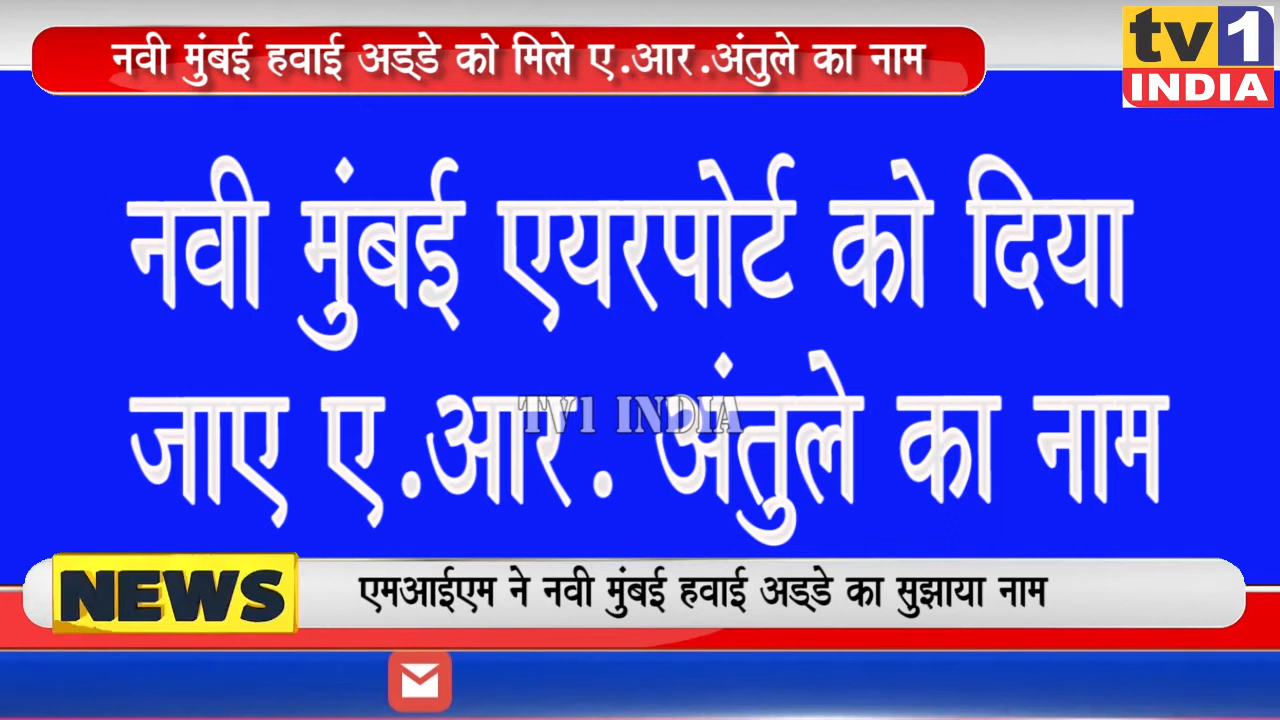 नवी मुंबई हवाई अड्डे को मिले ए.आर.अंतुले का नाम
tv1
INDIA
नवी मुंबई एयरपोर्ट को दिया
जाए ए.आर. अंतुले का नाम
TV1 INDIA
NEWS
एमआईएम ने नवी मुंबई हवाई अड्डे का सुझाया नाम